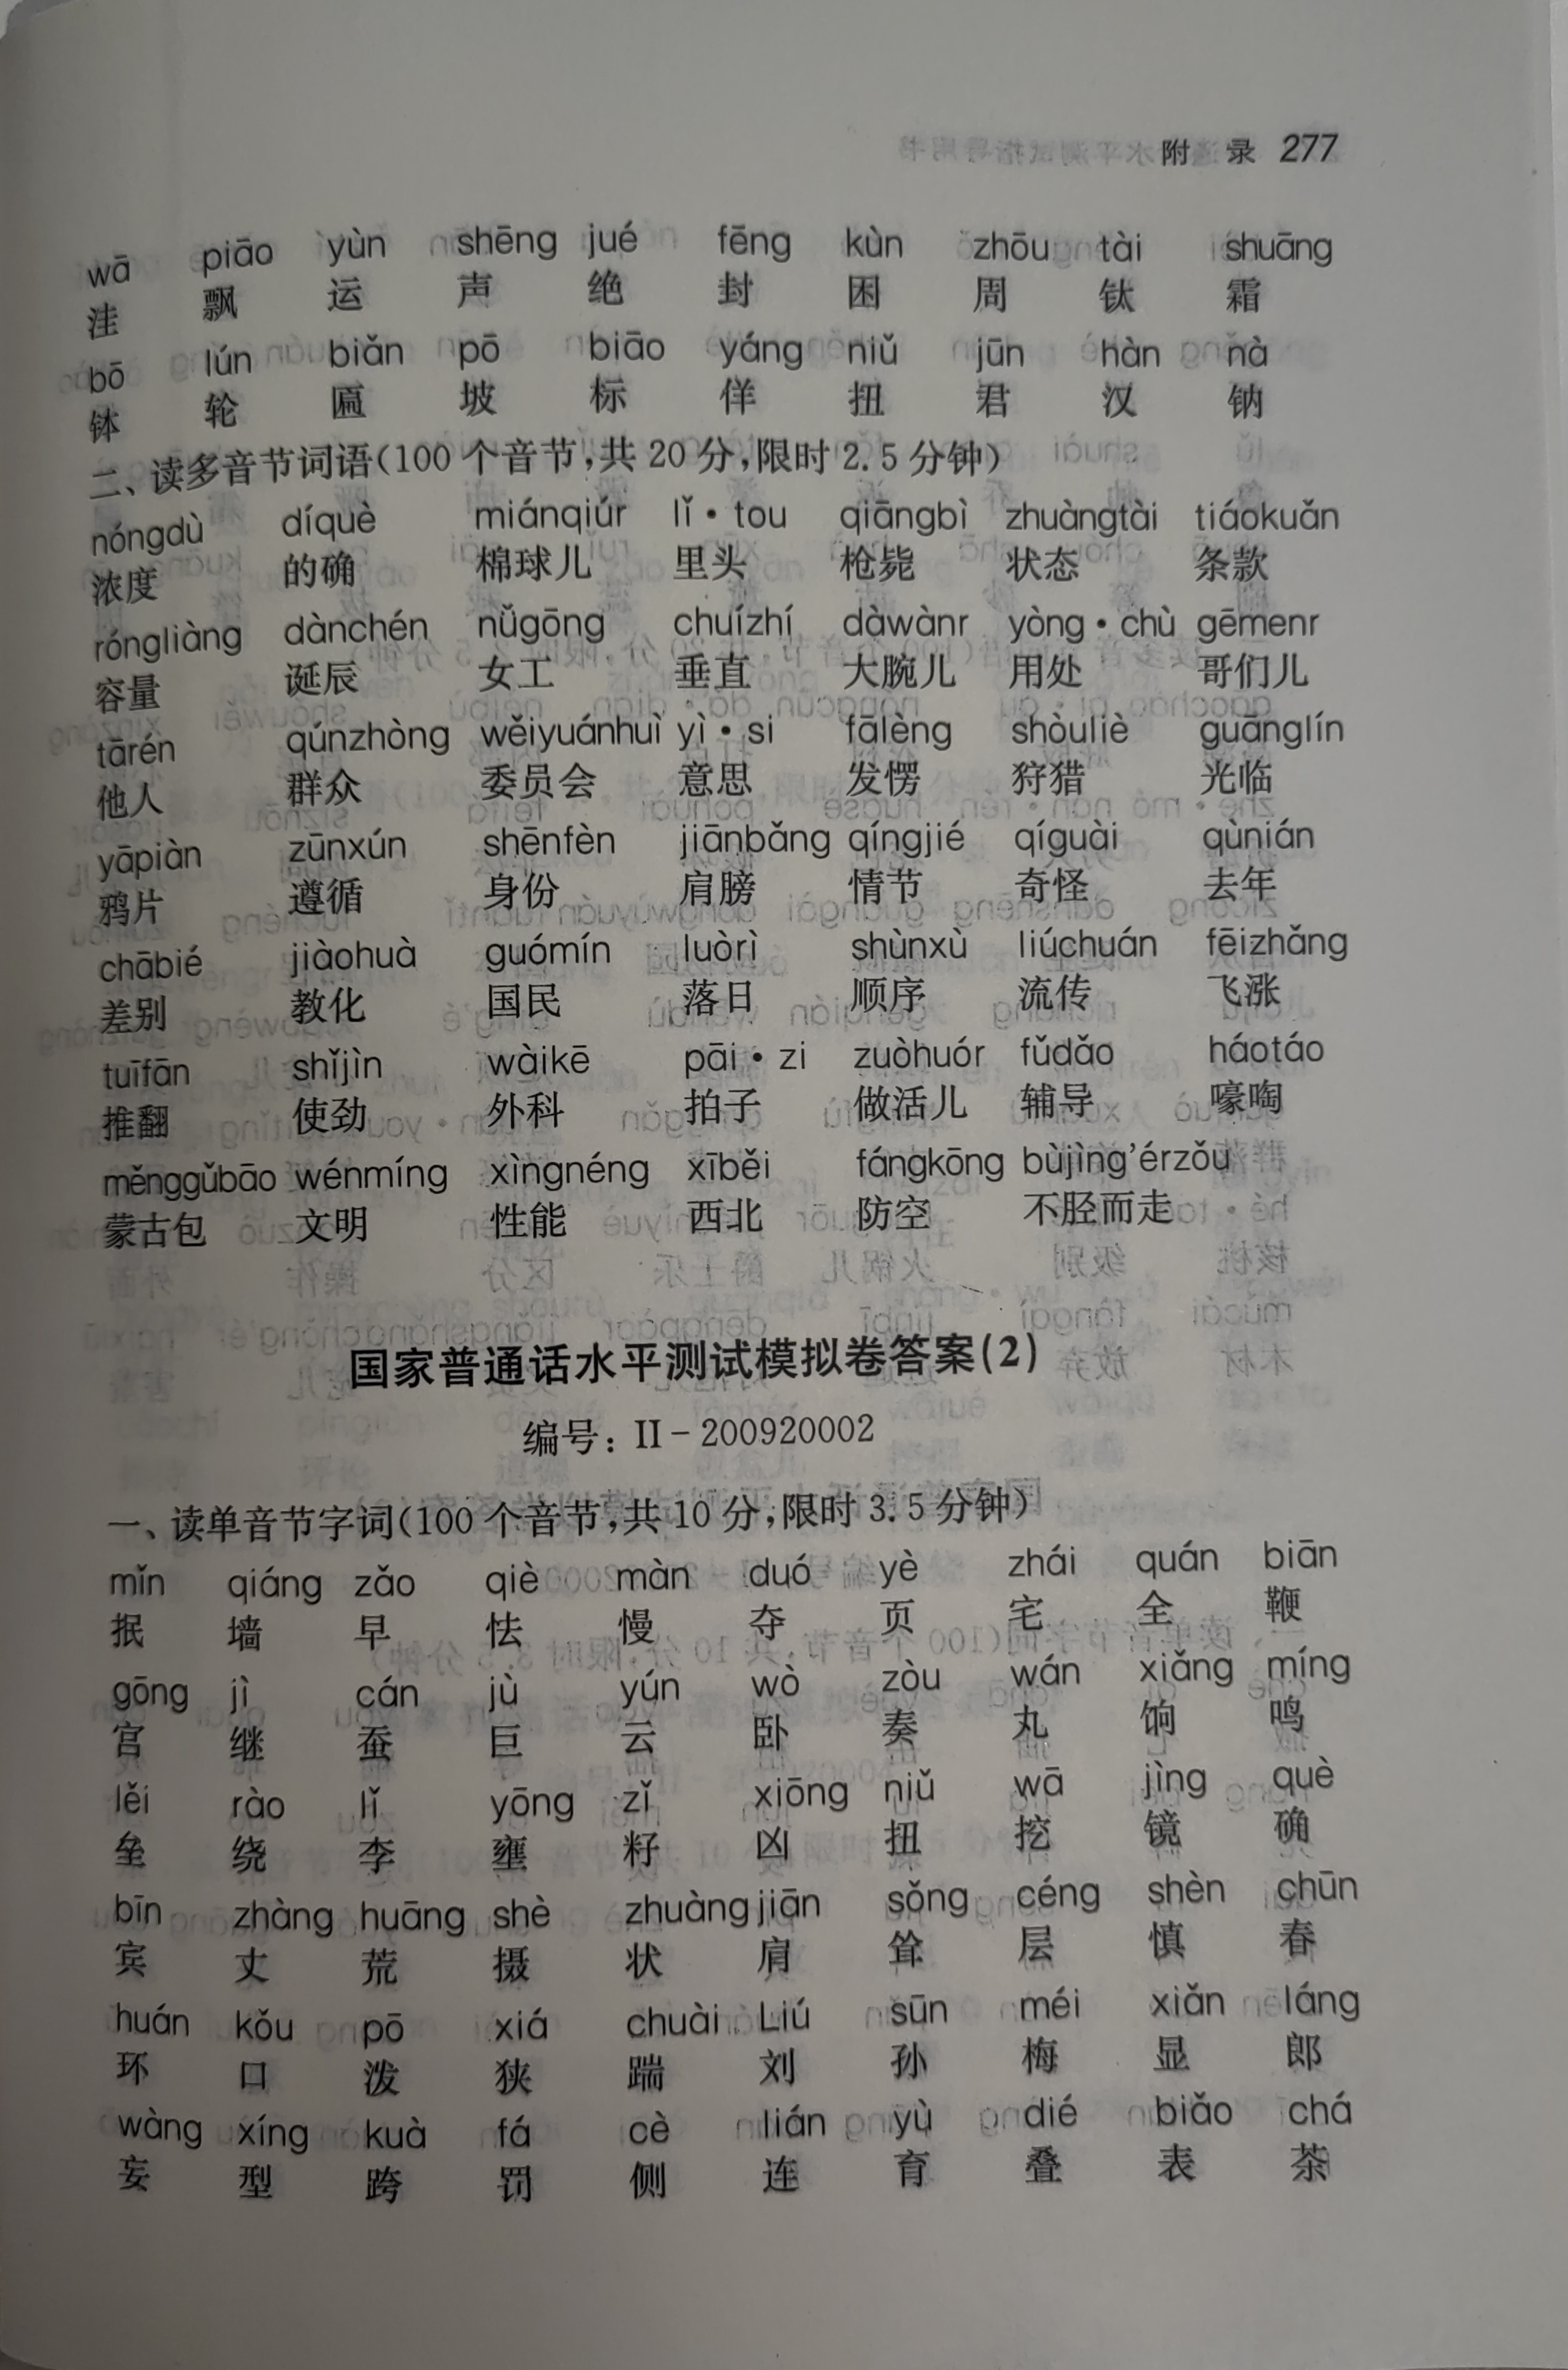 附　录 277
wā piāo yùn shēng jué fēng kùn zhōu tài shuāng
洼 飘 运 声 绝 封 困 周 钛 霜
bō lún biǎn pō biāo yáng niǔ jūn hàn nà
钵 轮 匾 坡 标 佯 扭 君 汉 钠
二、读多音节词语(100 个音节,共 20 分,限时 2.5 分钟)
nóngdù díquè miánqiúr lǐ·tou qiāngbì zhuàngtài tiáokuǎn
浓度 的确 棉球儿 里头 枪毙 状态 条款
róngliàng dànchén nǚgōng chuízhí dàwànr yòng·chù gēmenr
容量 诞辰 女工 垂直 大腕儿 用处 哥们儿
tārén qúnzhòng wěiyuánhuì yì·si fālèng shòuliè guānglín
他人 群众 委员会 意思 发愣 狩猎 光临
yāpiàn zūnxún shēnfèn jiānbǎng qíngjié qíguài qùnián
鸦片 遵循 身份 肩膀 情节 奇怪 去年
chābié jiàohuà guómín luòrì shùnxù liúchuán fēizhǎng
差别 教化 国民 落日 顺序 流传 飞涨
tuīfān shǐjìn wàikē pāi·zi zuòhuór fǔdǎo háotáo
推翻 使劲 外科 拍子 做活儿 辅导 嚎啕
měnggǔbāo wénmíng xìngnéng xīběi fángkōng bùjìng'érzǒu
蒙古包 文明 性能 西北 防空 不胫而走
国家普通话水平测试模拟卷答案(2)
编号: II－200920002
一、读单音节字词(100 个音节,共 10 分,限时 3.5 分钟)
mǐn qiáng zǎo qiè màn duó yè zhái quán biān
抿 墙 早 怯 慢 夺 页 宅 全 鞭
gōng jì cán jù yún wò zòu wán xiǎng míng
宫 继 蚕 巨 云 卧 奏 丸 饷 鸣
lěi rào lǐ yōng zǐ xiōng niǔ wā jìng què
垒 绕 李 壅 籽 凶 扭 挖 镜 确
bīn zhàng huāng shè zhuàng jiān sǒng céng shèn chūn
宾 丈 荒 摄 状 肩 耸 层 慎 春
huán kǒu pō xiá chuài Liú sūn méi xiǎn láng
环 口 泼 狭 踹 刘 孙 梅 显 郎
wàng xíng kuà fá cè lián yù dié biǎo chá
妄 型 跨 罚 侧 连 育 叠 表 茶